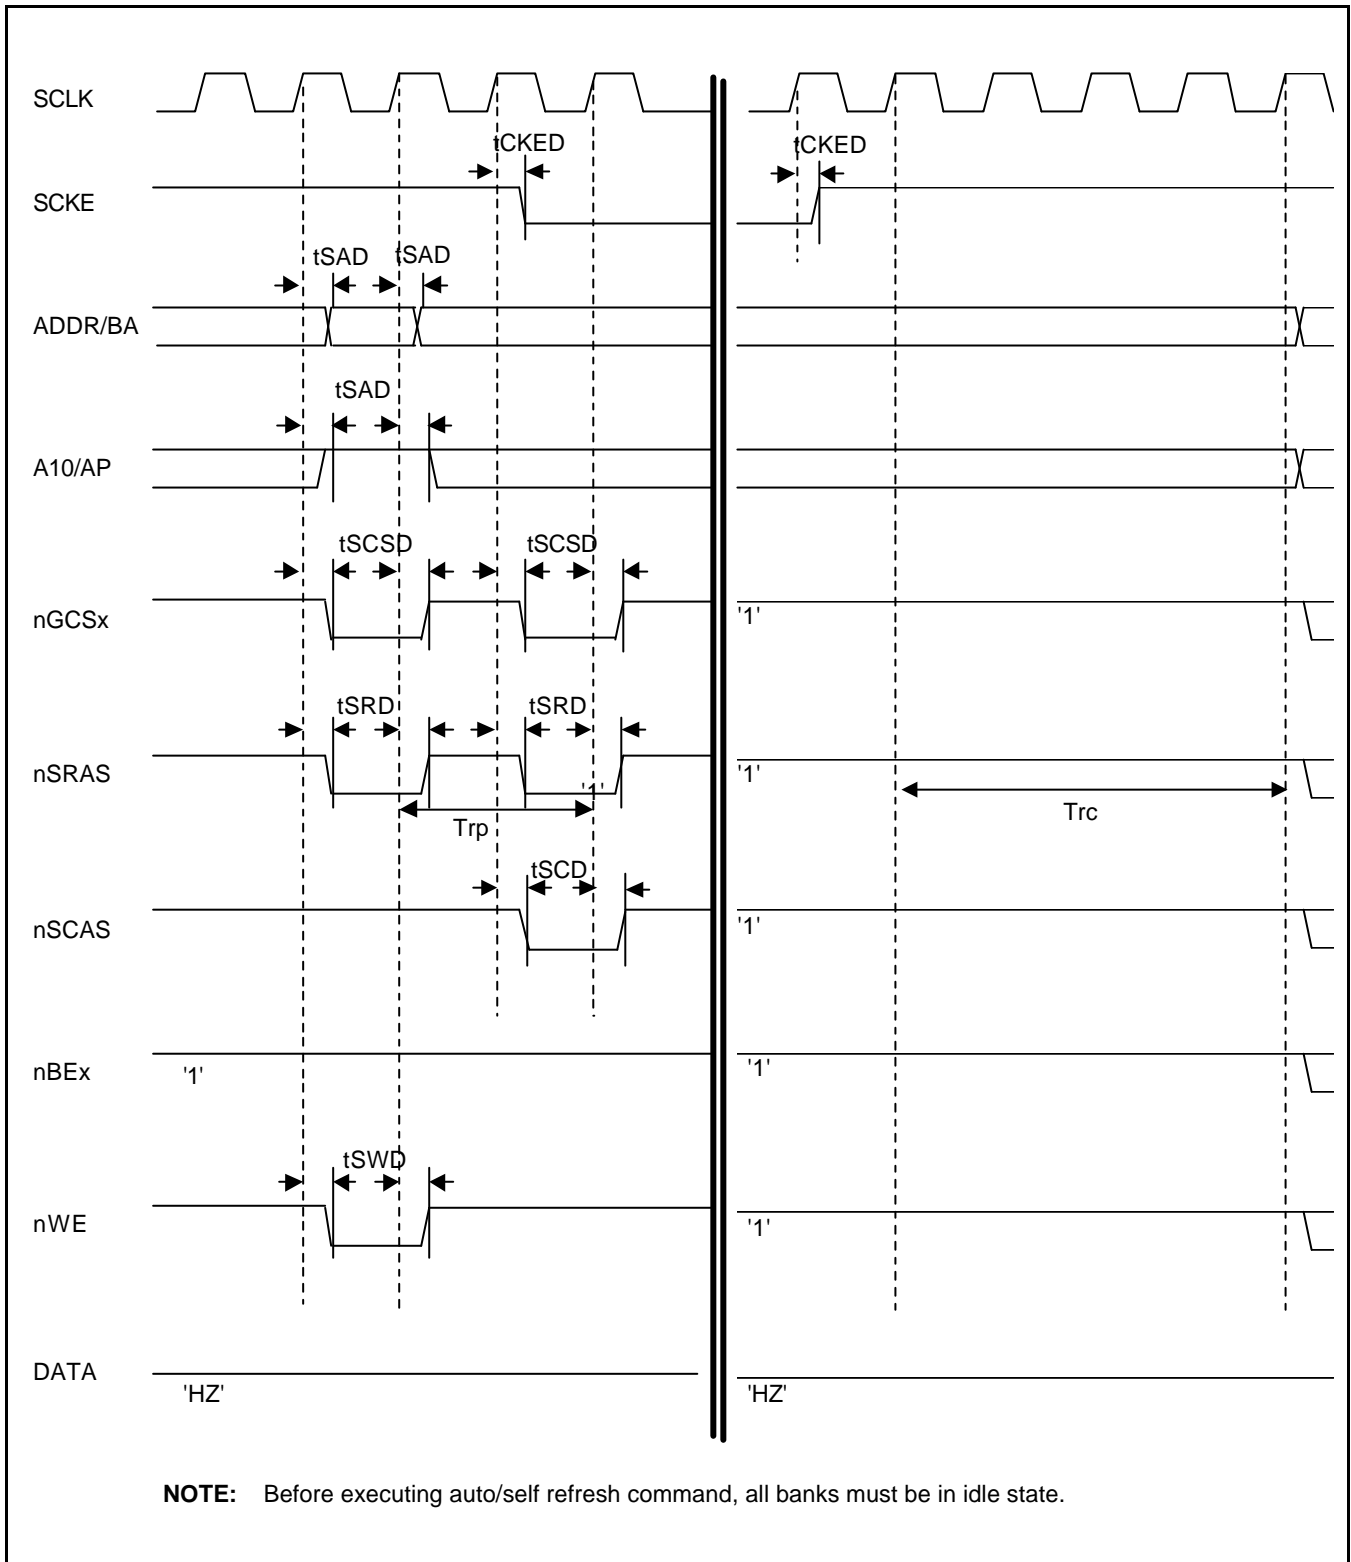 SCLK
tCKED
tCKED
SCKE
tSAD
tSAD
ADDR/BA
tSAD
A10/AP
tSCSD
tSCSD
nGCSx
'1'
tSRD
tSRD
nSRAS
'1'
'1'
Trp
Trc
tSCD
nSCAS
'1'
nBEx
'1'
'1'
tSWD
nWE
'1'
DATA
'HZ'
'HZ'
NOTE: Before executing auto/self refresh command, all banks must be in idle state.